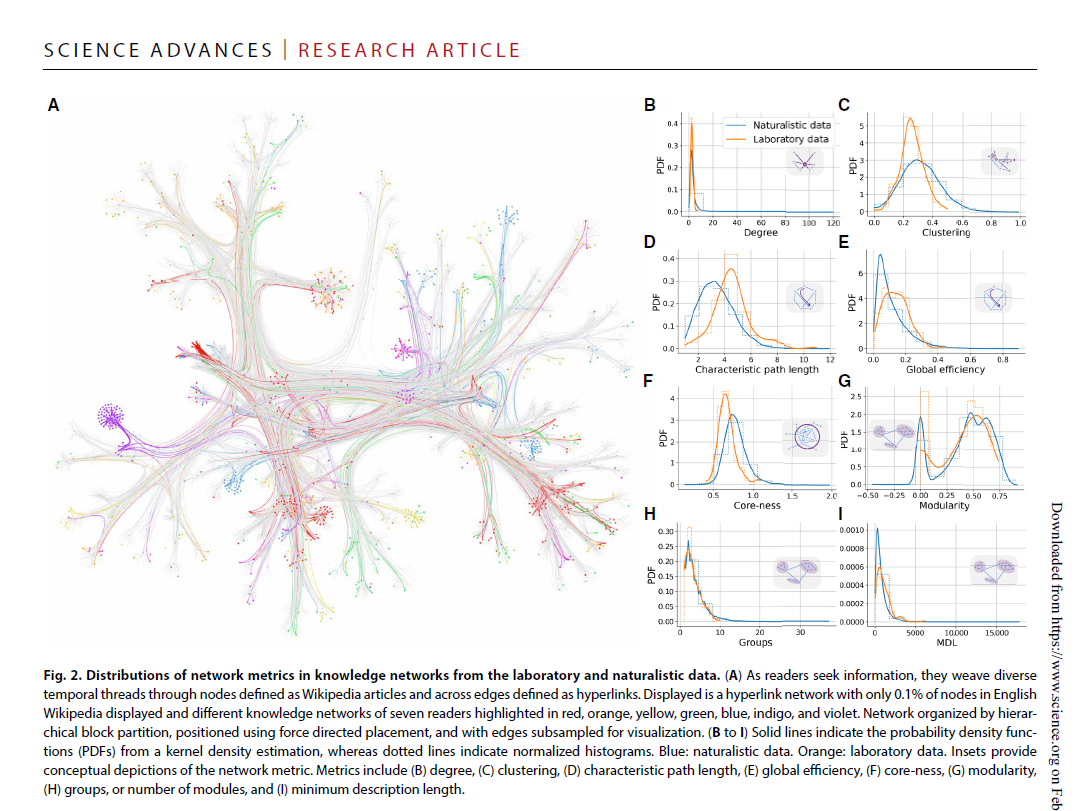 SCIENCE ADVANCES | RESEARCH ARTICLE
A
B
0.4
0.3
0.2
0.1
0.0
PDF
Naturalistic data
Laboratory data
0 20 40 60 80 100 120
Degree
C
5
4
3
2
1
0
PDF
0.0 0.2 0.4 0.6 0.8 1.0
Clustering
D
0.4
0.3
0.2
0.1
0.0
PDF
2 4 6 8 10 12
Characteristic path length
E
6
4
2
0
PDF
0.0 0.2 0.4 0.6 0.8
Global efficiency
F
4
3
2
1
0
PDF
0.5 1.0 1.5 2.0
Core-ness
G
2.5
2.0
1.5
1.0
0.5
0.0
PDF
−0.50 −0.25 0.00 0.25 0.50 0.75
Modularity
H
0.30
0.25
0.20
0.15
0.10
0.05
0.00
PDF
0 10 20 30
Groups
I
0.0010
0.0008
0.0006
0.0004
0.0002
0.0000
0 5000 10,000 15,000
MDL
Fig. 2. Distributions of network metrics in knowledge networks from the laboratory and naturalistic data. (A) As readers seek information, they weave diverse
temporal threads through nodes defined as Wikipedia articles and across edges defined as hyperlinks. Displayed is a hyperlink network with only 0.1% of nodes in English
Wikipedia displayed and different knowledge networks of seven readers highlighted in red, orange, yellow, green, blue, indigo, and violet. Network organized by hierar-
chical block partition, positioned using force directed placement, and with edges subsampled for visualization. (B to I) Solid lines indicate the probability density func-
tions (PDFs) from a kernel density estimation, whereas dotted lines indicate normalized histograms. Blue: naturalistic data. Orange: laboratory data. Insets provide
conceptual depictions of the network metric. Metrics include (B) degree, (C) clustering, (D) characteristic path length, (E) global efficiency, (F) core-ness, (G) modularity,
(H) groups, or number of modules, and (I) minimum description length.
Downloaded from https://www.science.org on Feb